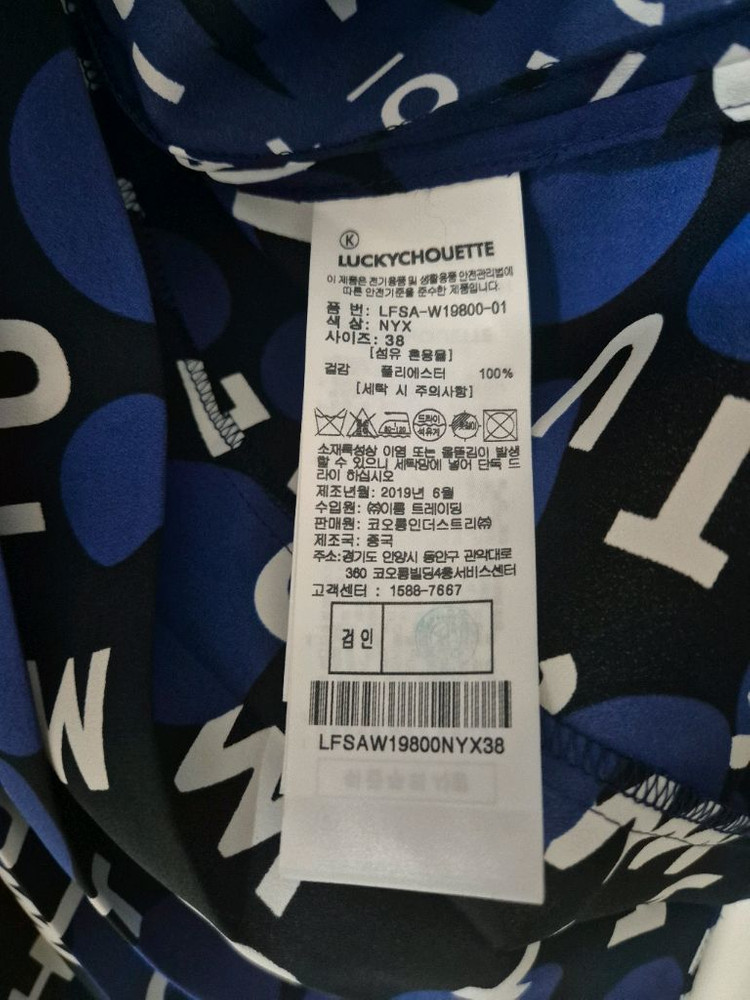 K
LUCKYCHOUETTE
이 제품은 전기용품 및 생활용품 안전관리법에
따른 안전기준을 준수한 제품입니다.
품 번: LFSA-W19800-01
색 상: NYX
사이즈: 38
[섬유 혼용율]
겉감 폴리에스터 100%
[세탁 시 주의사항]
80~120
드라이
석유계
소재특성상 이염 또는 올뜯김이 발생
할 수 있으니 세탁망에 넣어 단독 드
라이 하십시오
제조년월: 2019년 6월
수입원: ㈜이룸 트레이딩
판매원: 코오롱인더스트리㈜
제조국: 중국
주소:경기도 안양시 동안구 관악대로
360 코오롱빌딩4층서비스센터
고객센터 : 1588-7667
검 인
LFSAW19800NYX38